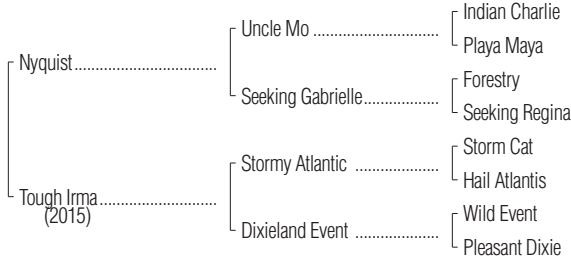 Indian Charlie
Uncle Mo ..........................
Playa Maya
Nyquist..................................
Forestry
Seeking Gabrielle................
Seeking Regina
Storm Cat
Stormy Atlantic .................
Hail Atlantis
Tough Irma............................
(2015)
Wild Event
Dixieland Event .................
Pleasant Dixie